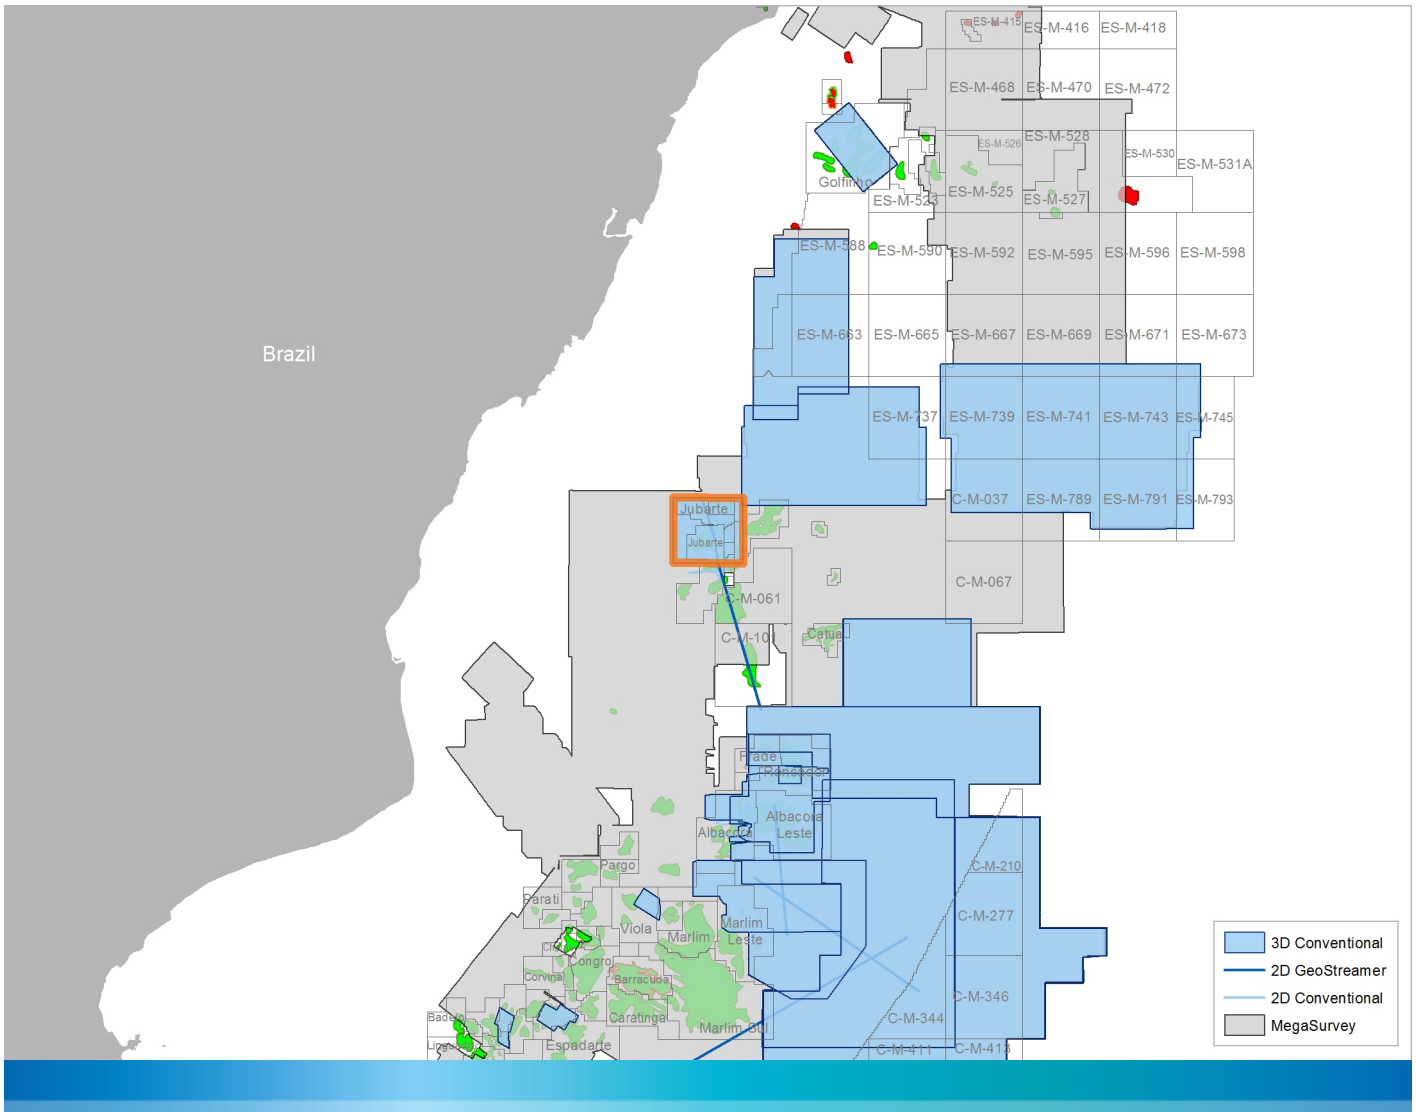 ES-M-415
ES-M-416
ES-M-418
ES-M-468
ES-M-470
ES-M-472
ES-M-528
ES-M-526
ES-M-530
ES-M-531A
Golfinho
ES-M-523
ES-M-525
ES-M-527
ES-M-588
ES-M-590
ES-M-592
ES-M-595
ES-M-596
ES-M-598
ES-M-663
ES-M-665
ES-M-667
ES-M-669
ES-M-671
ES-M-673
Brazil
ES-M-737
ES-M-739
ES-M-741
ES-M-743
ES-M-745
C-M-037
ES-M-789
ES-M-791
ES-M-793
Jubarte
Jubarte
C-M-067
C-M-061
C-M-101
Catua
Frade
Roncador
Albacora
Leste
Albacora
Pargo
C-M-210
Parati
C-M-277
Viola
Marlim
Marlim
Leste
3D Conventional
2D GeoStreamer
2D Conventional
MegaSurvey
Congro
Corvina
Barracuda
C-M-346
Caratinga
Marlim Sul
C-M-344
Badejo
Espadarte
C-M-411
C-M-413